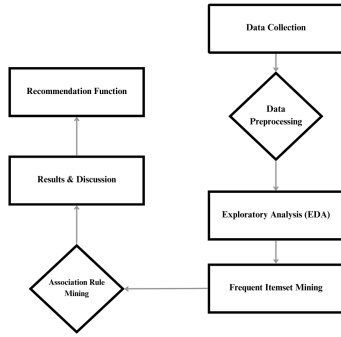 Data Collection
Data
Preprocessing
Exploratory Analysis (EDA)
Frequent Itemset Mining
Association Rule
Mining
Results & Discussion
Recommendation Function